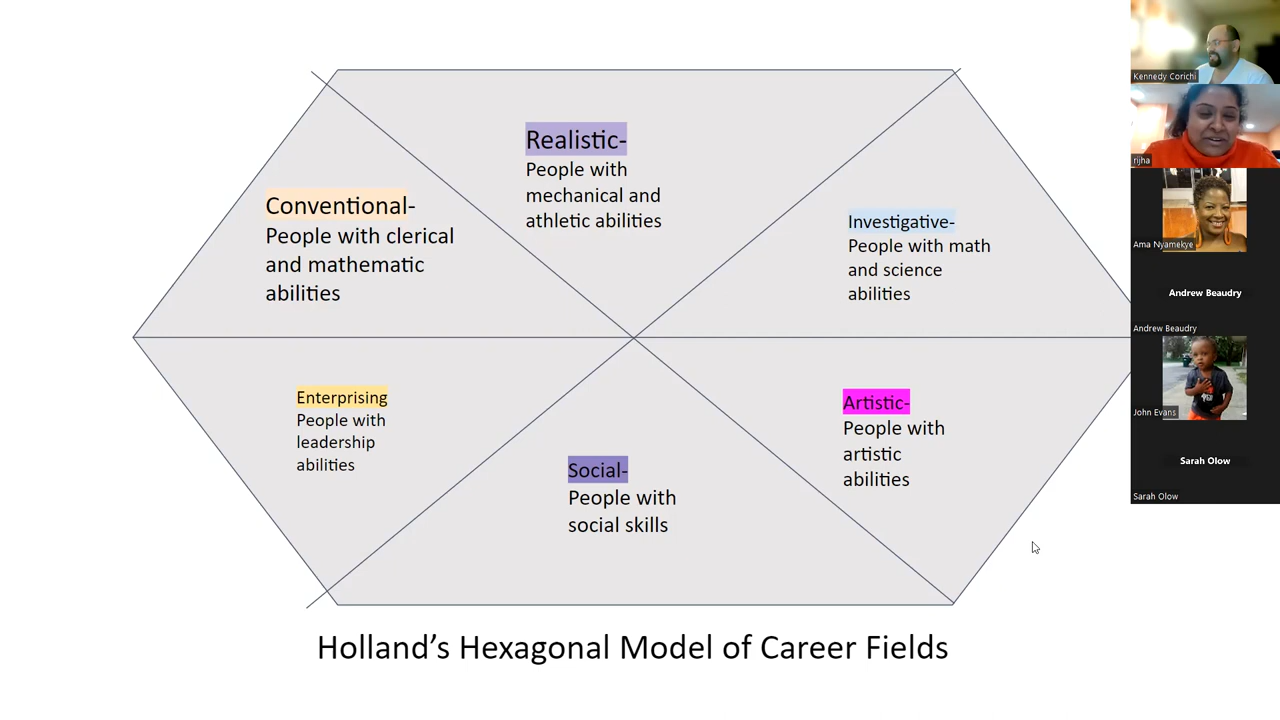 Realistic-
People with
mechanical and
athletic abilities
Conventional-
People with clerical
and mathematic
abilities
Investigative-
People with math
and science
abilities
Enterprising
People with
leadership
abilities
Social-
People with
social skills
Artistic-
People with
artistic
abilities
Holland’s Hexagonal Model of Career Fields
Kennedy Corichi
rijha
Ama Nyamekye
Andrew Beaudry
Andrew Beaudry
John Evans
Sarah Olow
Sarah Olow